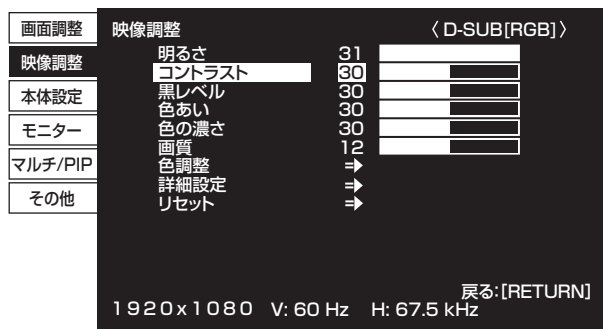 画面調整
映像調整
本体設定
モニター
マルチ/PIP
その他
映像調整 〈 D-SUB[RGB] 〉
明るさ 31
コントラスト 30
黒レベル 30
色あい 30
色の濃さ 30
画質 12
色調整
詳細設定
リセット
戻る:[RETURN]
1920x1080 V: 60 Hz H: 67.5 kHz